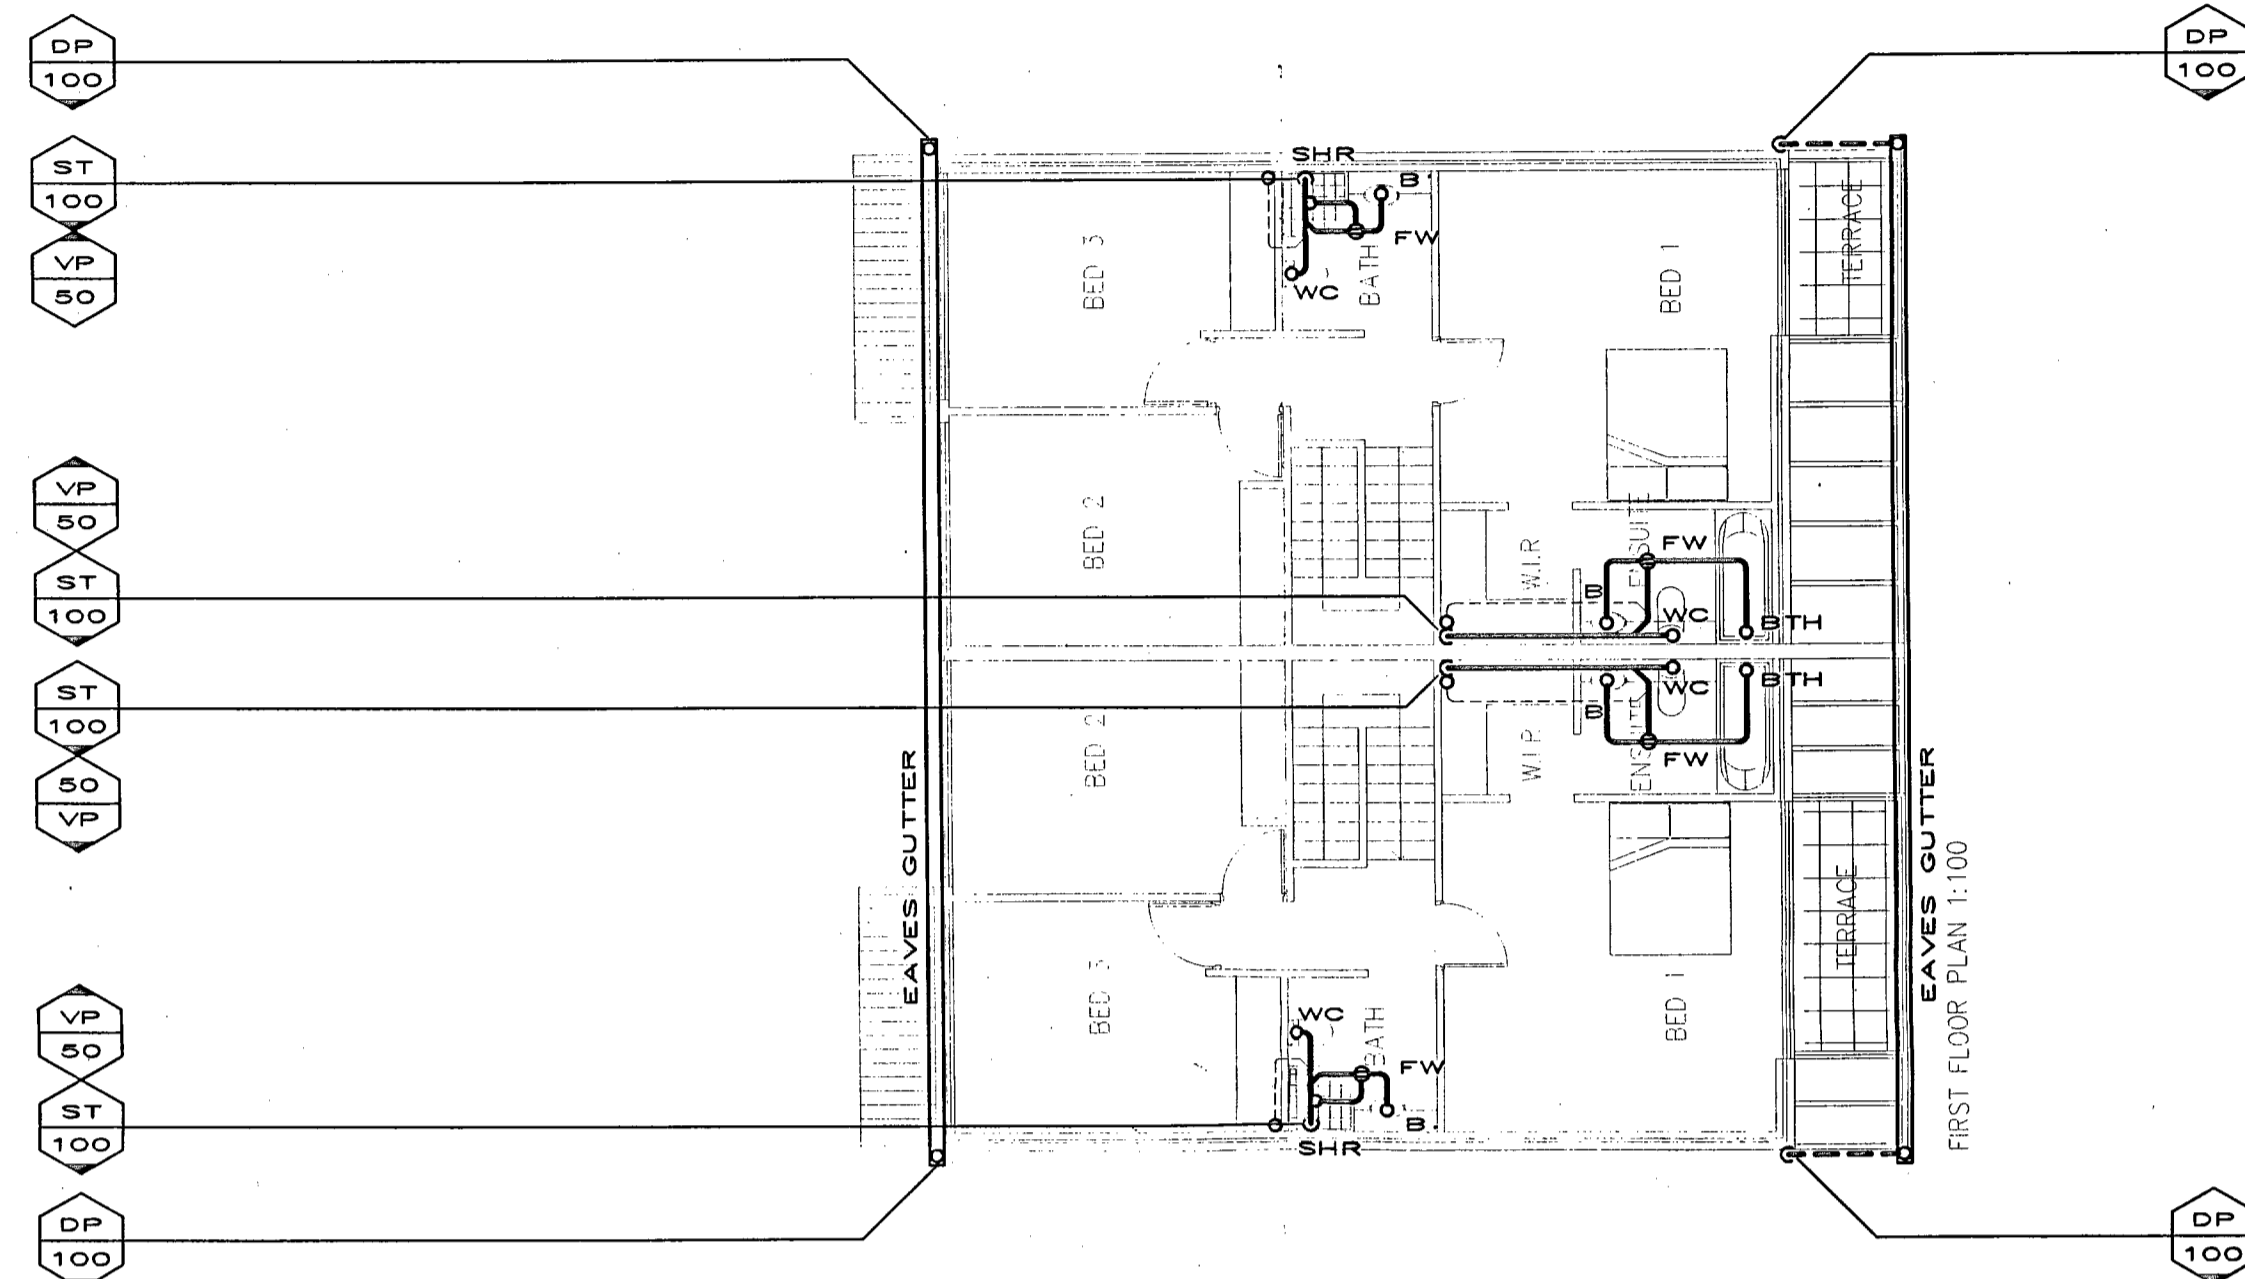 DP
100
DP
100
ST
100
VP
50
SHR
B
FW
WC
BATH
BED 3
BED 1
TERRACE
VP
50
ST
100
BED 2
W.I.R
ENSUITE
FW
B
WC
BTH
ST
100
50
VP
BED 2
W.I.R
ENSUITE
B
WC
BTH
FW
EAVES GUTTER
EAVES GUTTER
FIRST FLOOR PLAN 1:100
VP
50
ST
100
BED 3
WC
BATH
FW
B
SHR
BED 1
TERRACE
DP
100
DP
100